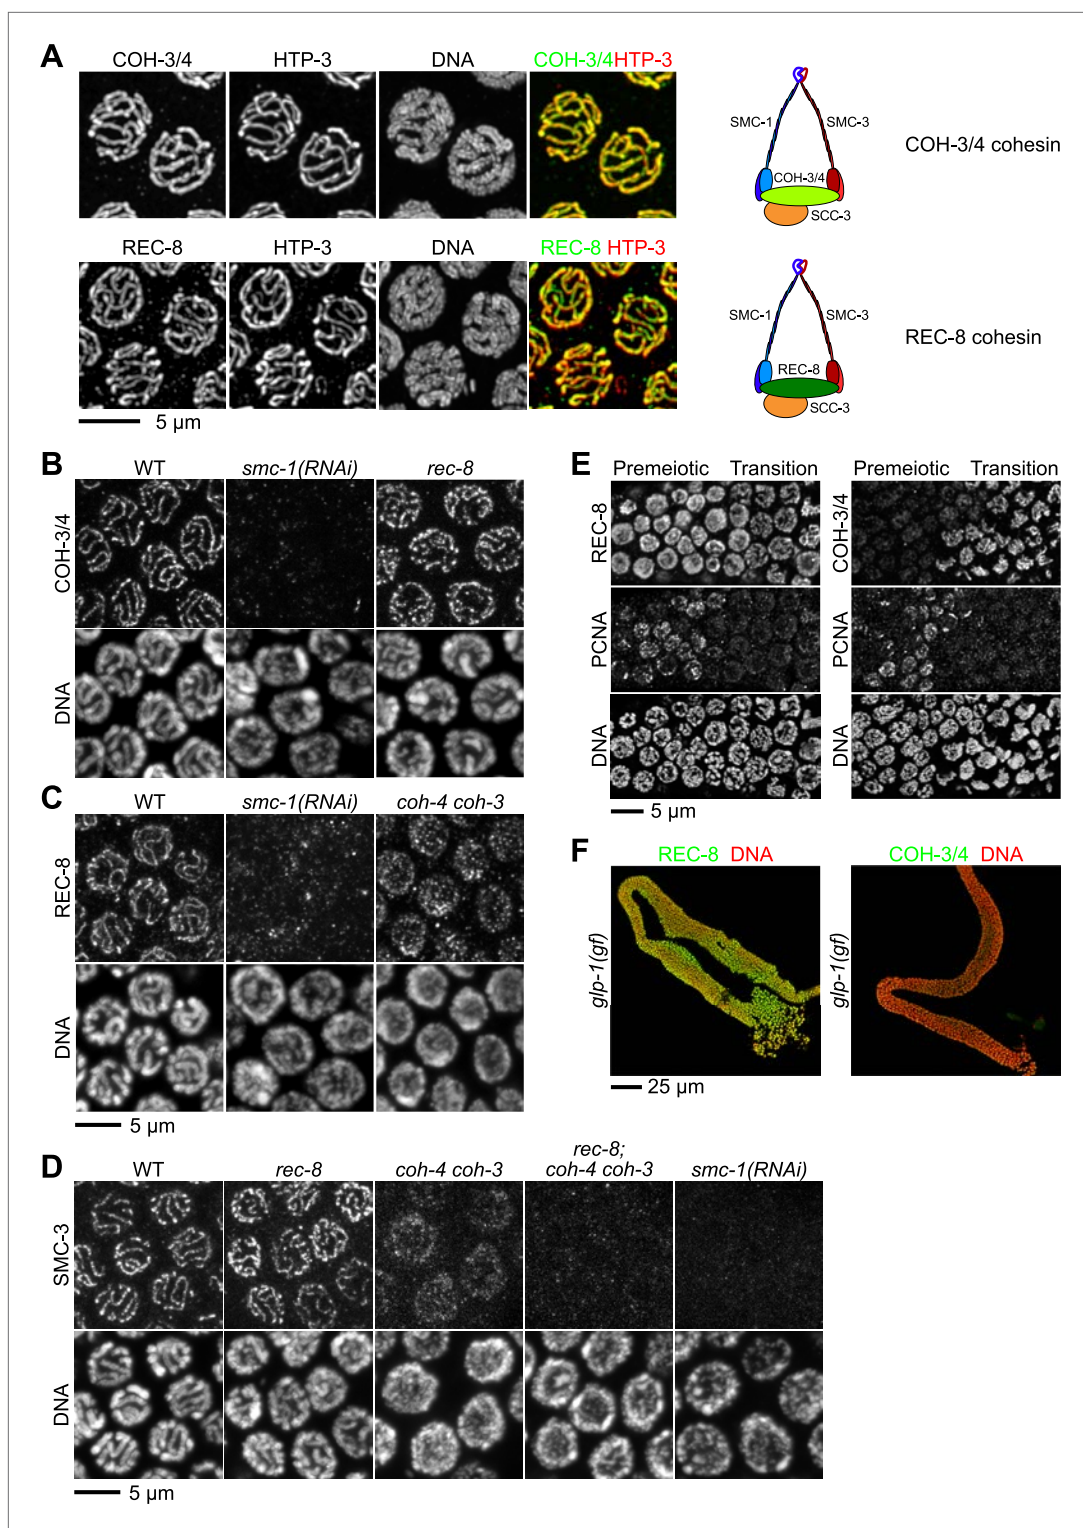 A
COH-3/4 HTP-3 DNA COH-3/4HTP-3
SMC-1 SMC-3
COH-3/4
SCC-3
COH-3/4 cohesin
REC-8 HTP-3 DNA REC-8 HTP-3
SMC-1 SMC-3
REC-8
SCC-3
REC-8 cohesin
5 µm
B
WT smc-1(RNAi) rec-8
COH-3/4
DNA
C
WT smc-1(RNAi) coh-4 coh-3
REC-8
DNA
5 µm
D
WT rec-8 coh-4 coh-3 rec-8; coh-4 coh-3 smc-1(RNAi)
SMC-3
DNA
5 µm
E
Premeiotic Transition Premeiotic Transition
REC-8 COH-3/4
PCNA PCNA
DNA DNA
5 µm
F
REC-8 DNA COH-3/4 DNA
glp-1(gf) glp-1(gf)
25 µm